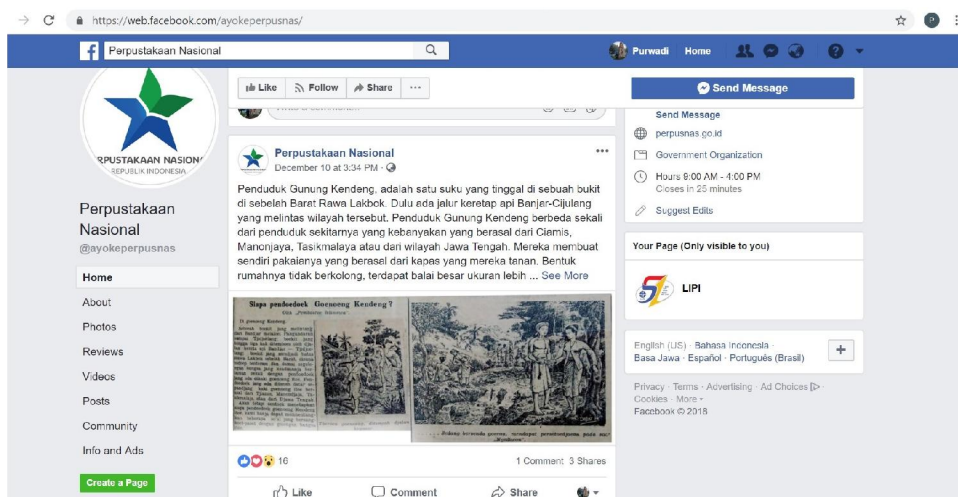 https://web.facebook.com/ayokeperpusnas/
P
f
Perpustakaan Nasional
Purwadi
Home
RPUSTAKAAN NASION
REPUBLIK INDONESIA
Perpustakaan
Nasional
@ayokeperpusnas
Home
About
Photos
Reviews
Videos
Posts
Community
Info and Ads
Create a Page
Like
Follow
Share
Perpustakaan Nasional
December 10 at 3:34 PM
Penduduk Gunung Kendeng, adalah satu suku yang tinggal di sebuah bukit
di sebelah Barat Rawa Lakbok. Dulu ada jalur keretap api Banjar-Cijulang
yang melintas wilayah tersebut. Penduduk Gunung Kendeng berbeda sekali
dari penduduk sekitarnya yang kebanyakan yang berasal dari Ciamis,
Manonjaya, Tasikmalaya atau dari wilayah Jawa Tengah. Mereka membuat
sendiri pakaianya yang berasal dari kapas yang mereka tanan. Bentuk
rumahnya tidak berkolong, terdapat balai besar ukuran lebih ... See More
Siapa pendoedoek Goenoeng Kendeng?
16
1 Comment 3 Shares
Like
Comment
Share
Send Message
Send Message
perpusnas.go.id
Government Organization
Hours 9:00 AM - 4:00 PM
Closes in 25 minutes
Suggest Edits
Your Page (Only visible to you)
LIPI
English (US) · Bahasa Indonesia ·
Basa Jawa · Español · Português (Brasil)
Privacy · Terms · Advertising · Ad Choices ·
Cookies · More
Facebook © 2018